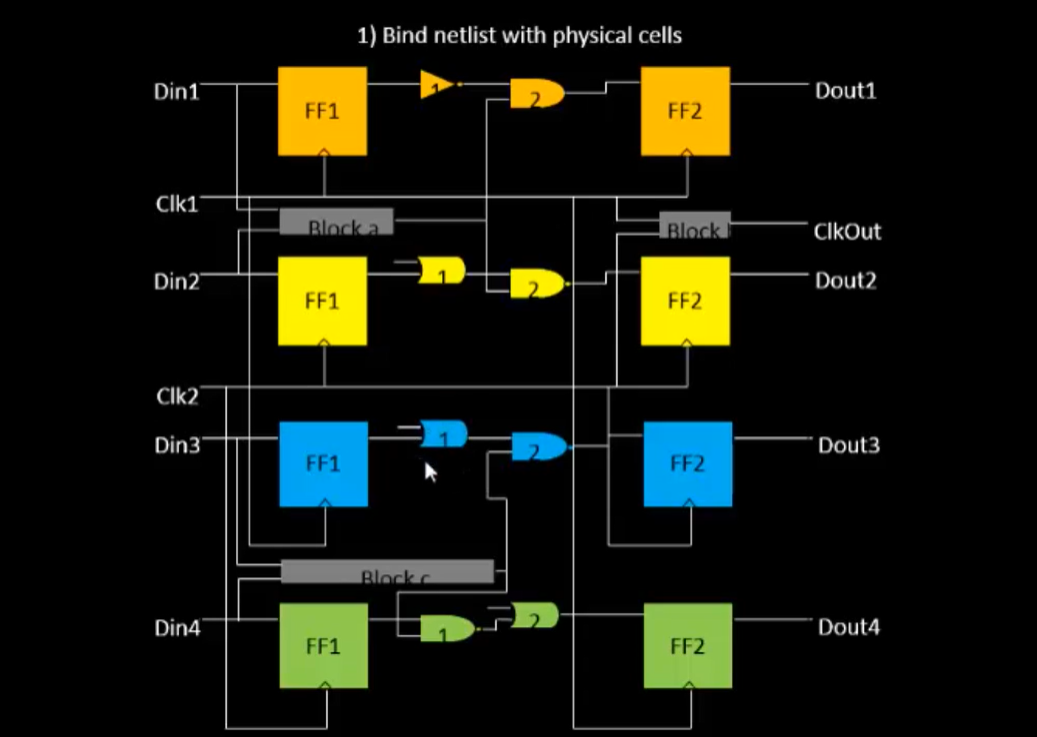 1) Bind netlist with physical cells
Din1
FF1
1
2
FF2
Dout1
Clk1
Block a
Block
ClkOut
Din2
FF1
1
2
FF2
Dout2
Clk2
Din3
FF1
1
2
FF2
Dout3
Block c
Din4
FF1
1
2
FF2
Dout4